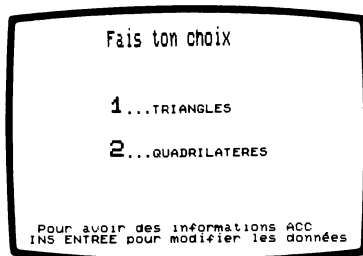 Fais ton choix
1...TRIANGLES
2...QUADRILATERES
Pour avoir des informations ACC
INS ENTREE pour modifier les données